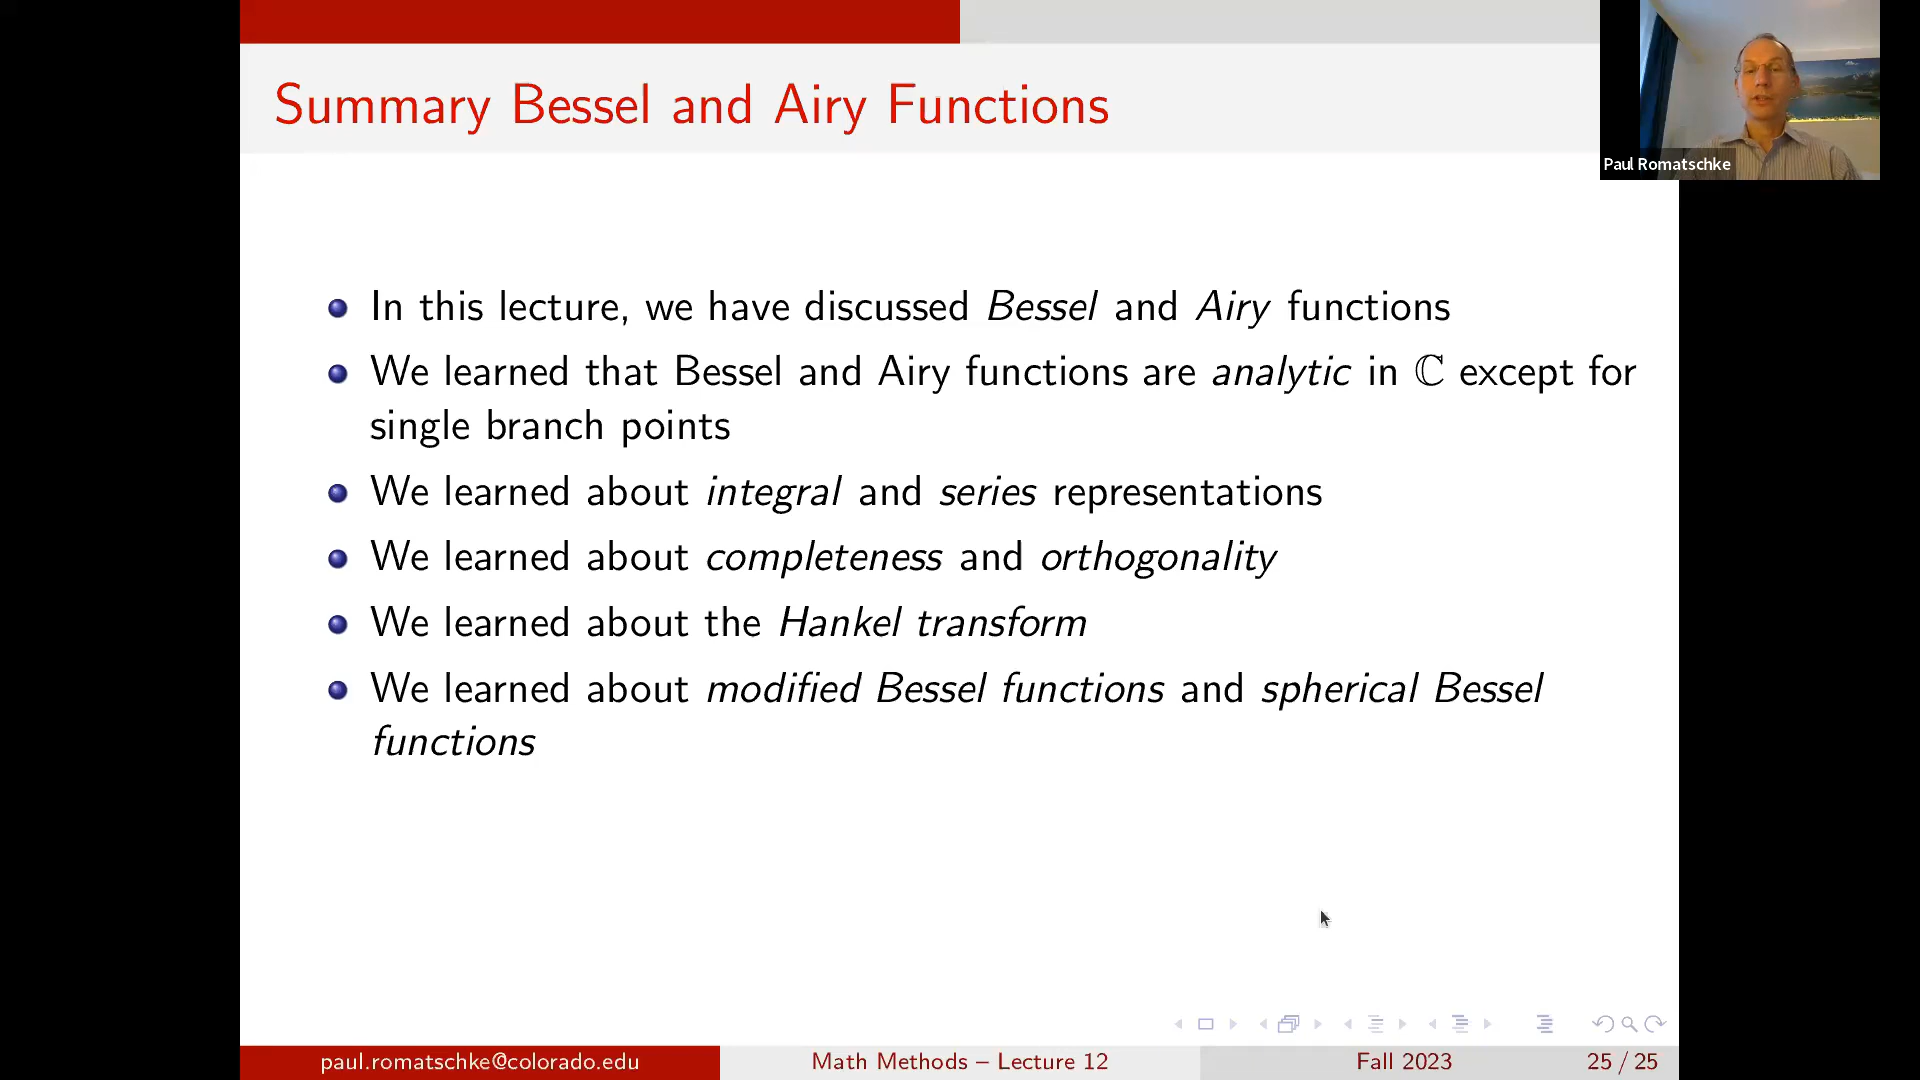 Summary Bessel and Airy Functions
Paul Romatschke
In this lecture, we have discussed Bessel and Airy functions
We learned that Bessel and Airy functions are analytic in ℂ except for
single branch points
We learned about integral and series representations
We learned about completeness and orthogonality
We learned about the Hankel transform
We learned about modified Bessel functions and spherical Bessel
functions
paul.romatschke@colorado.edu
Math Methods – Lecture 12
Fall 2023
25 / 25